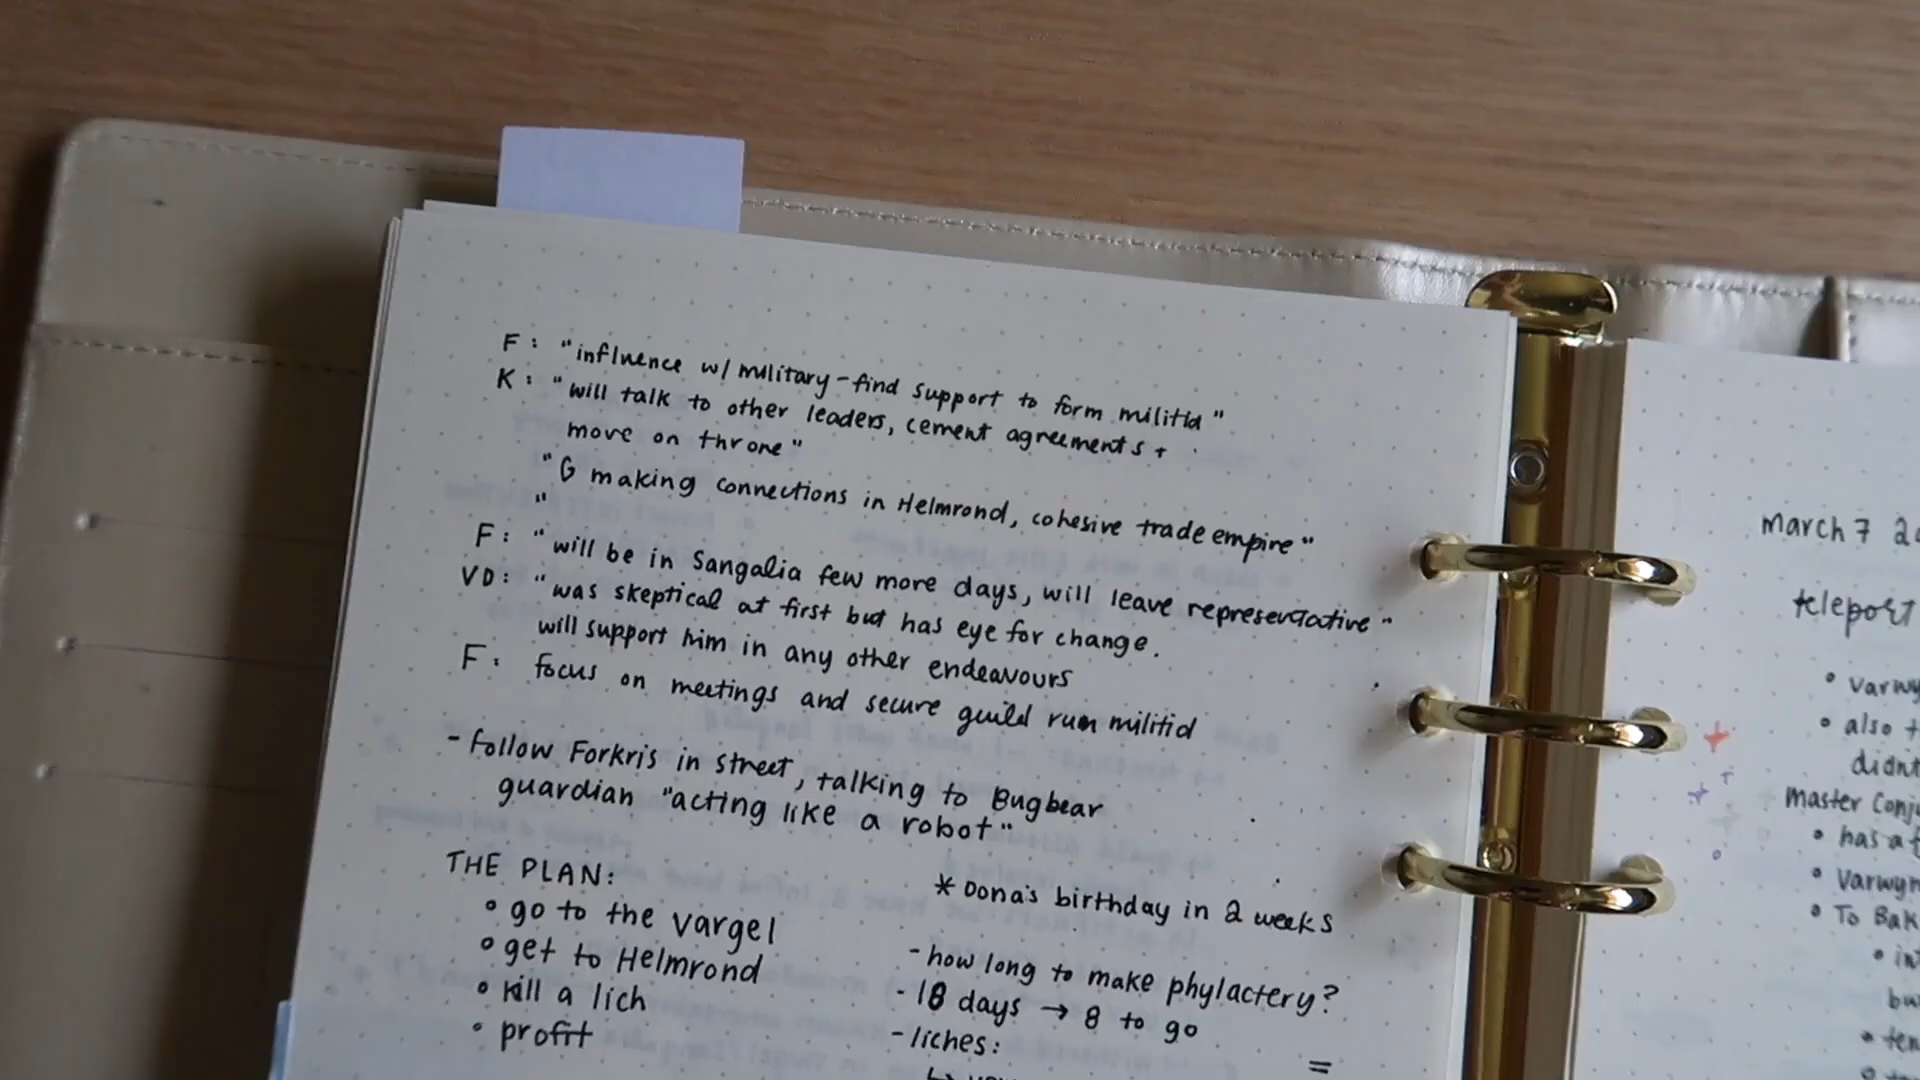 F: "influence w/ military - find support to form militia"
K: "will talk to other leaders, cement agreements +
move on throne"
"G making connections in Helmrond, cohesive trade empire"
"
F: "will be in Sangalia few more days, will leave representative"
VD: "was skeptical at first but has eye for change.
will support him in any other endeavours
F: focus on meetings and secure guild run militia
- follow Forkris in street, talking to Bugbear
guardian "acting like a robot"
THE PLAN:
• go to the Vargel
• get to Helmrond
• kill a lich
• profit
* Oona's birthday in 2 weeks
- how long to make phylactery?
- 18 days → 8 to go
- liches:
=
march 7
teleport
•
• also
didnt
Master
• has a
•
• To